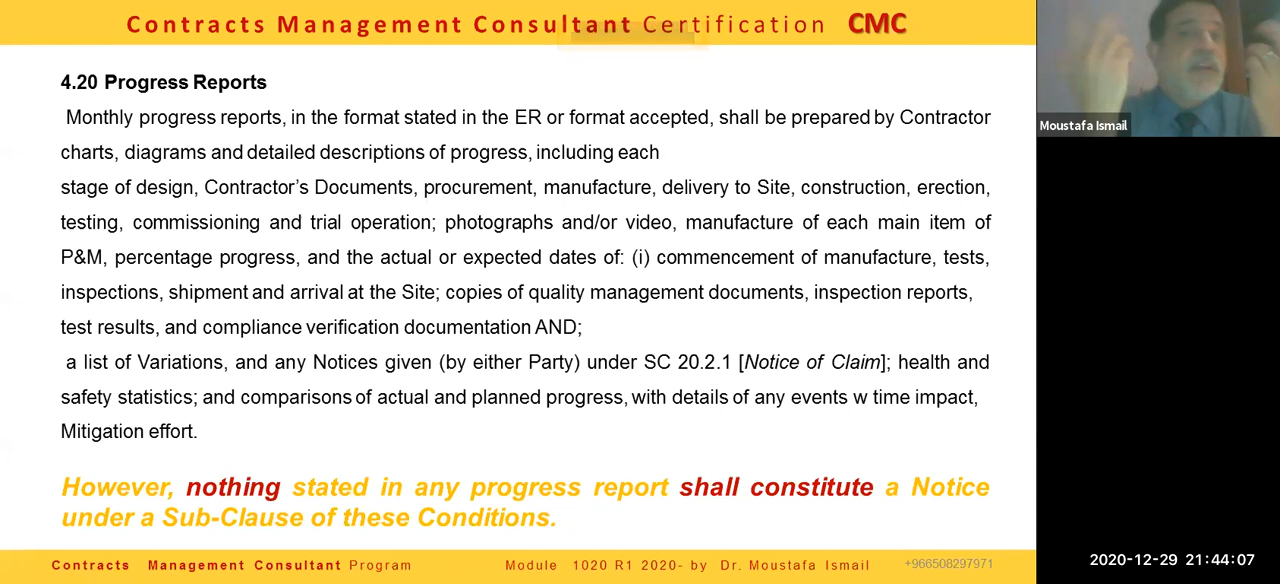 Contracts Management Consultant Certification CMC
Moustafa Ismail
4.20 Progress Reports
Monthly progress reports, in the format stated in the ER or format accepted, shall be prepared by Contractor
charts, diagrams and detailed descriptions of progress, including each
stage of design, Contractor's Documents, procurement, manufacture, delivery to Site, construction, erection,
testing, commissioning and trial operation; photographs and/or video, manufacture of each main item of
P&M, percentage progress, and the actual or expected dates of: (i) commencement of manufacture, tests,
inspections, shipment and arrival at the Site; copies of quality management documents, inspection reports,
test results, and compliance verification documentation AND;
a list of Variations, and any Notices given (by either Party) under SC 20.2.1 [Notice of Claim]; health and
safety statistics; and comparisons of actual and planned progress, with details of any events w time impact,
Mitigation effort.
However, nothing stated in any progress report shall constitute a Notice
under a Sub-Clause of these Conditions.
Contracts Management Consultant Program Module 1020 R1 2020- by Dr. Moustafa Ismail +966508297971
2020-12-29 21:44:07